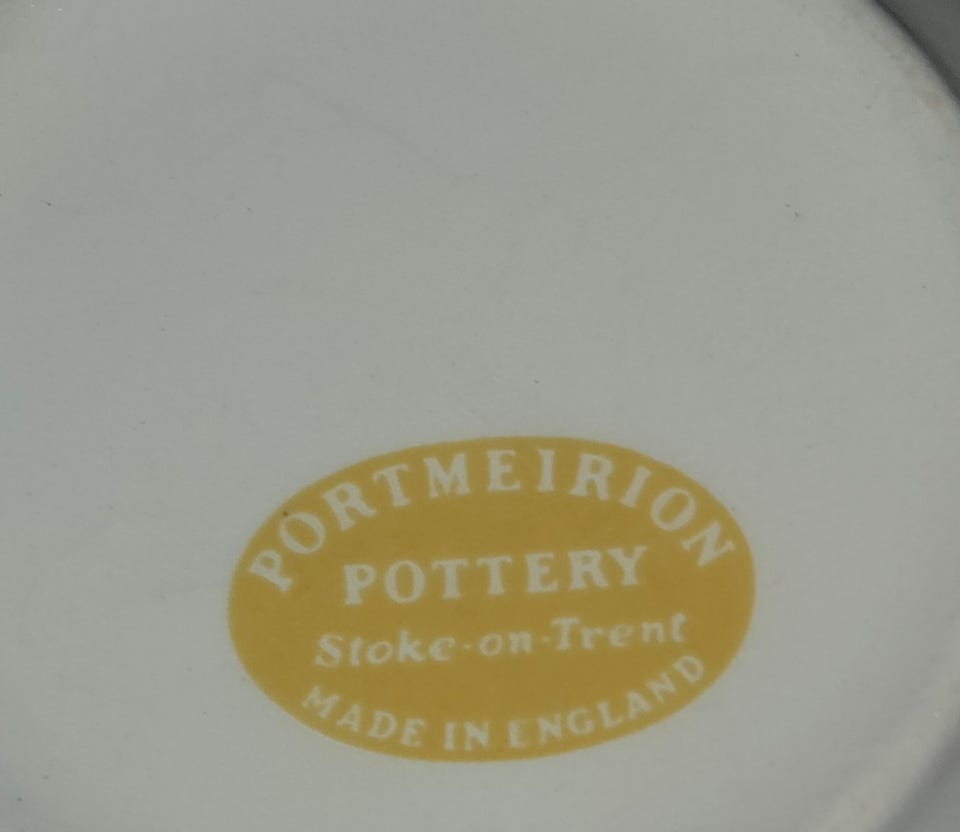 PORTMEIRION
POTTERY
Stoke-on-Trent
MADE IN ENGLAND